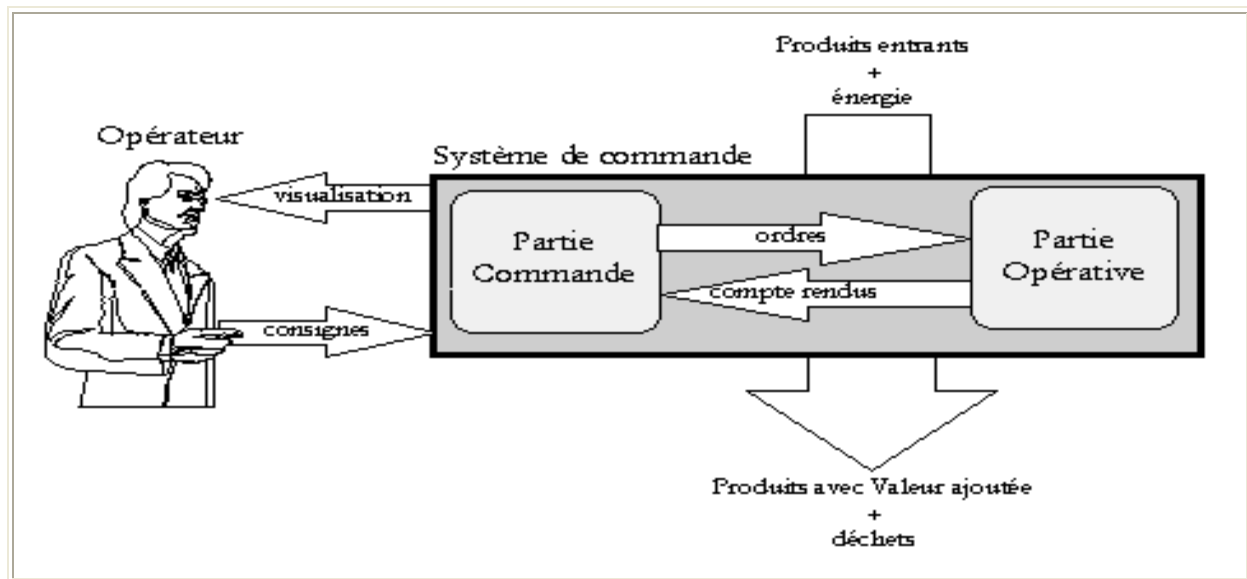 Produits entrants
+
énergie
Opérateur
Système de commande
visualisation
Partie
Commande
ordres
Partie
Opérative
compte rendus
consignes
Produits avec Valeur ajoutée
+
déchets